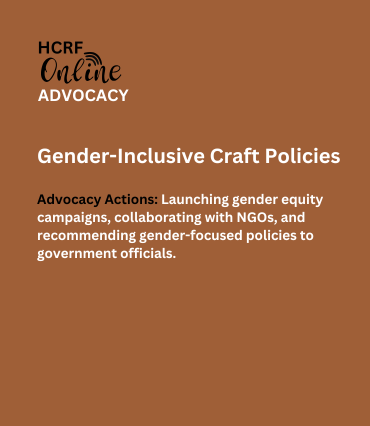 HCRF
Online
ADVOCACY
Gender-Inclusive Craft Policies
Advocacy Actions: Launching gender equity
campaigns, collaborating with NGOs, and
recommending gender-focused policies to
government officials.